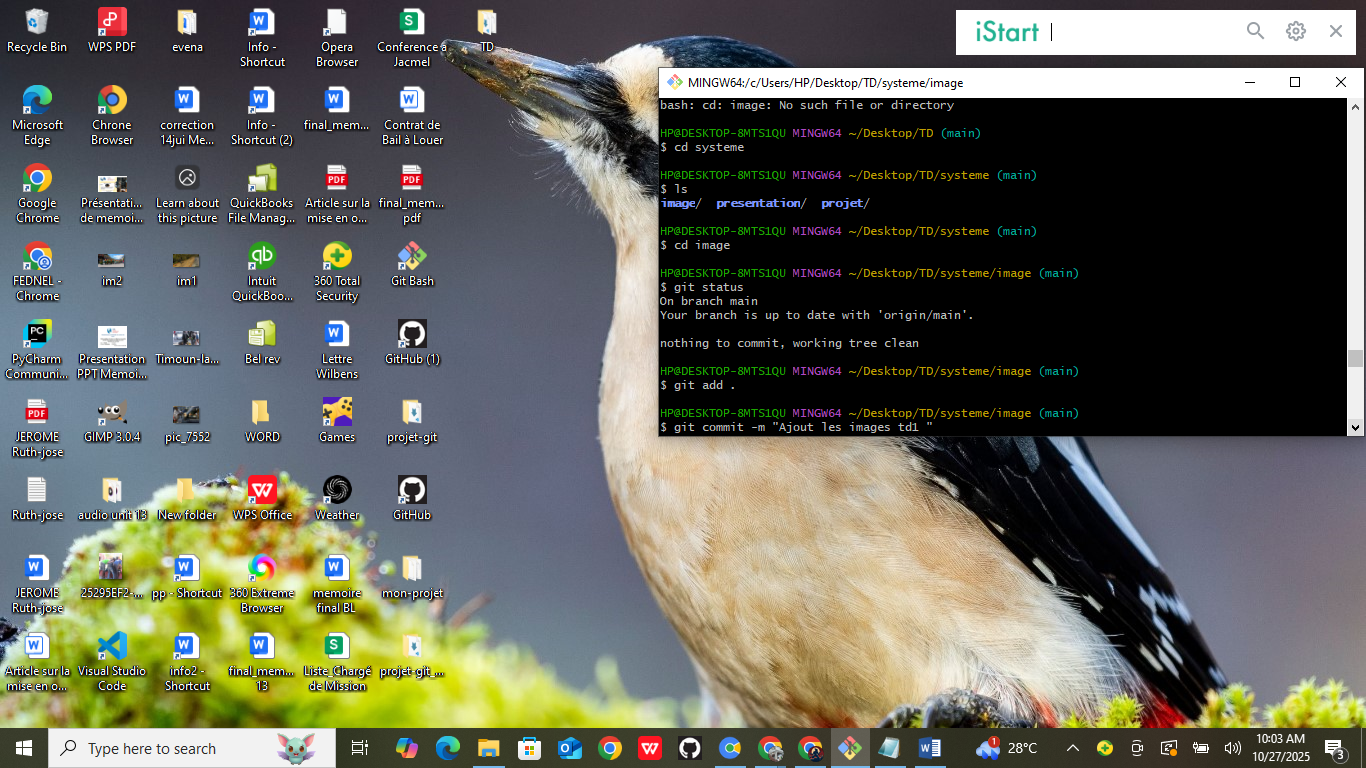 Recycle Bin
WPS PDF
evena
Info -
Shortcut
Opera
Browser
Conference a
Jacmel
TD
Microsoft
Edge
Chrome
Browser
correction
14jui Me...
Info -
Shortcut (2)
final_mem...
Contrat de
Bail à Louer
Google
Chrome
Présentati...
de memoi...
Learn about
this picture
QuickBooks
File Manag...
Article sur la
mise en o...
final_mem...
pdf
FEDNEL -
Chrome
im2
im1
Intuit
QuickBoo...
360 Total
Security
Git Bash
PyCharm
Communi...
Presentation
PPT Memoi...
Timoun-la...
Bel rev
Lettre
Wilbens
GitHub (1)
JEROME
Ruth-jose
GIMP 3.0.4
pic_7552
WORD
Games
projet-git
Ruth-jose
audio unit 13
New folder
WPS Office
Weather
GitHub
JEROME
Ruth-jose
25295EF2-...
pp - Shortcut
360 Extreme
Browser
memoire
final BL
mon-projet
Article sur la
mise en o...
Visual Studio
Code
info2 -
Shortcut
final_mem...
13
Liste_Chargé
de Mission
projet-git_...
iStart
MINGW64:/c/Users/HP/Desktop/TD/systeme/image
bash: cd: image: No such file or directory
HP@DESKTOP-8MTS1QU MINGW64 ~/Desktop/TD (main)
$ cd systeme
HP@DESKTOP-8MTS1QU MINGW64 ~/Desktop/TD/systeme (main)
$ ls
image/ presentation/ projet/
HP@DESKTOP-8MTS1QU MINGW64 ~/Desktop/TD/systeme (main)
$ cd image
HP@DESKTOP-8MTS1QU MINGW64 ~/Desktop/TD/systeme/image (main)
$ git status
On branch main
Your branch is up to date with 'origin/main'.
nothing to commit, working tree clean
HP@DESKTOP-8MTS1QU MINGW64 ~/Desktop/TD/systeme/image (main)
$ git add .
HP@DESKTOP-8MTS1QU MINGW64 ~/Desktop/TD/systeme/image (main)
$ git commit -m "Ajout les images td1 "
Type here to search
1
28°C
10:03 AM
10/27/2025
3